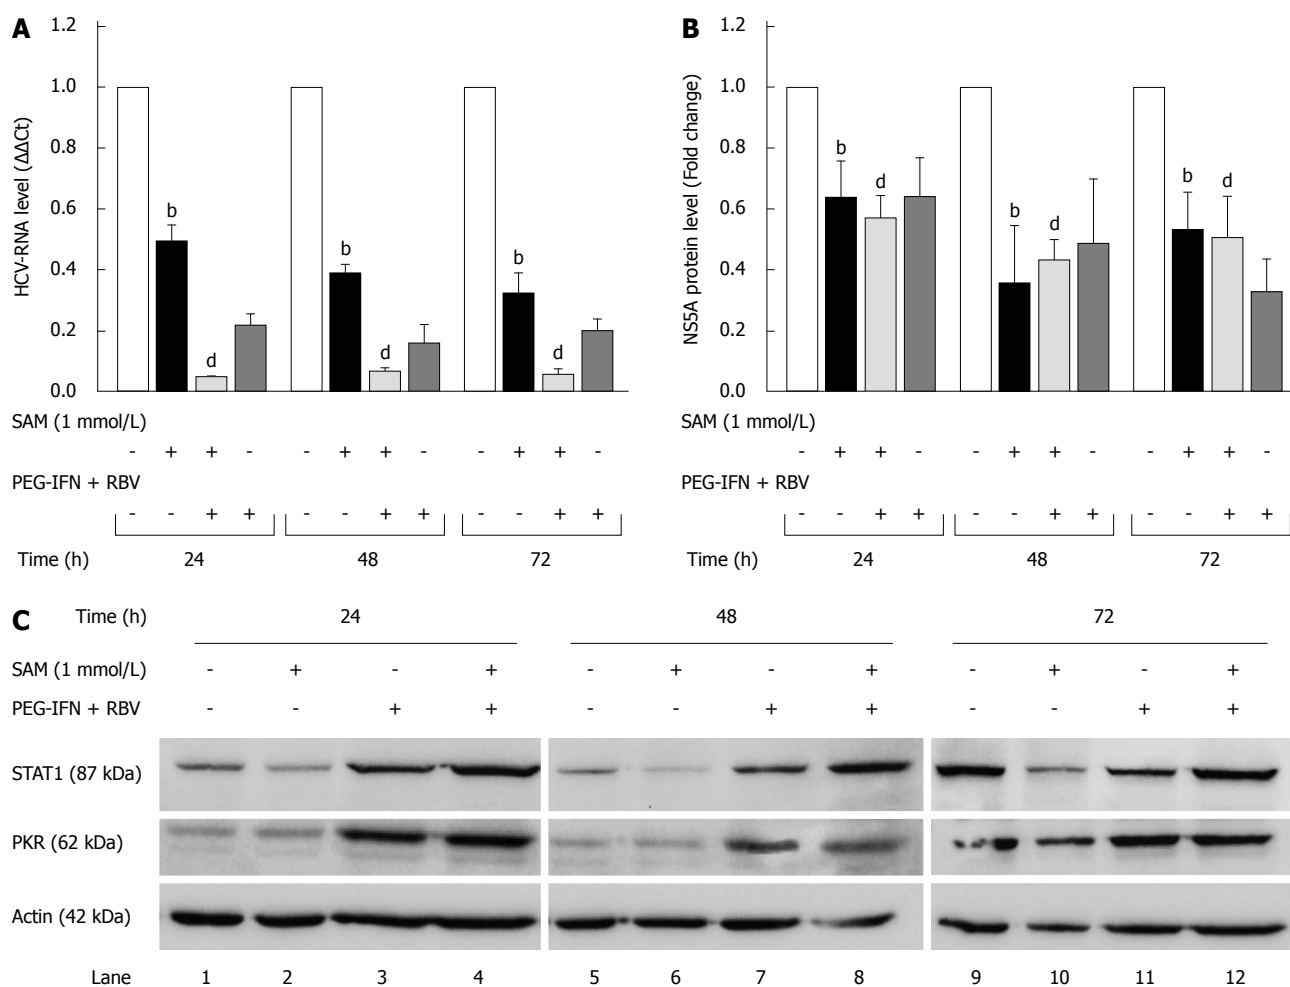 A
HCV-RNA level (ΔΔCt)
1.2
1.0
0.8
0.6
0.4
0.2
0.0
b
d
b
d
b
d
SAM (1 mmol/L)
- + + - - + + - - + + -
PEG-IFN + RBV
- - + + - - + + - - + +
Time (h) 24 48 72
B
NS5A protein level (Fold change)
1.2
1.0
0.8
0.6
0.4
0.2
0.0
b
d
b
d
b
d
SAM (1 mmol/L)
- + + - - + + - - + + -
PEG-IFN + RBV
- - + + - - + + - - + +
Time (h) 24 48 72
C Time (h) 24 48 72
SAM (1 mmol/L) - + - + - + - + - + - +
PEG-IFN + RBV - - + + - - + + - - + +
STAT1 (87 kDa)
PKR (62 kDa)
Actin (42 kDa)
Lane 1 2 3 4 5 6 7 8 9 10 11 12